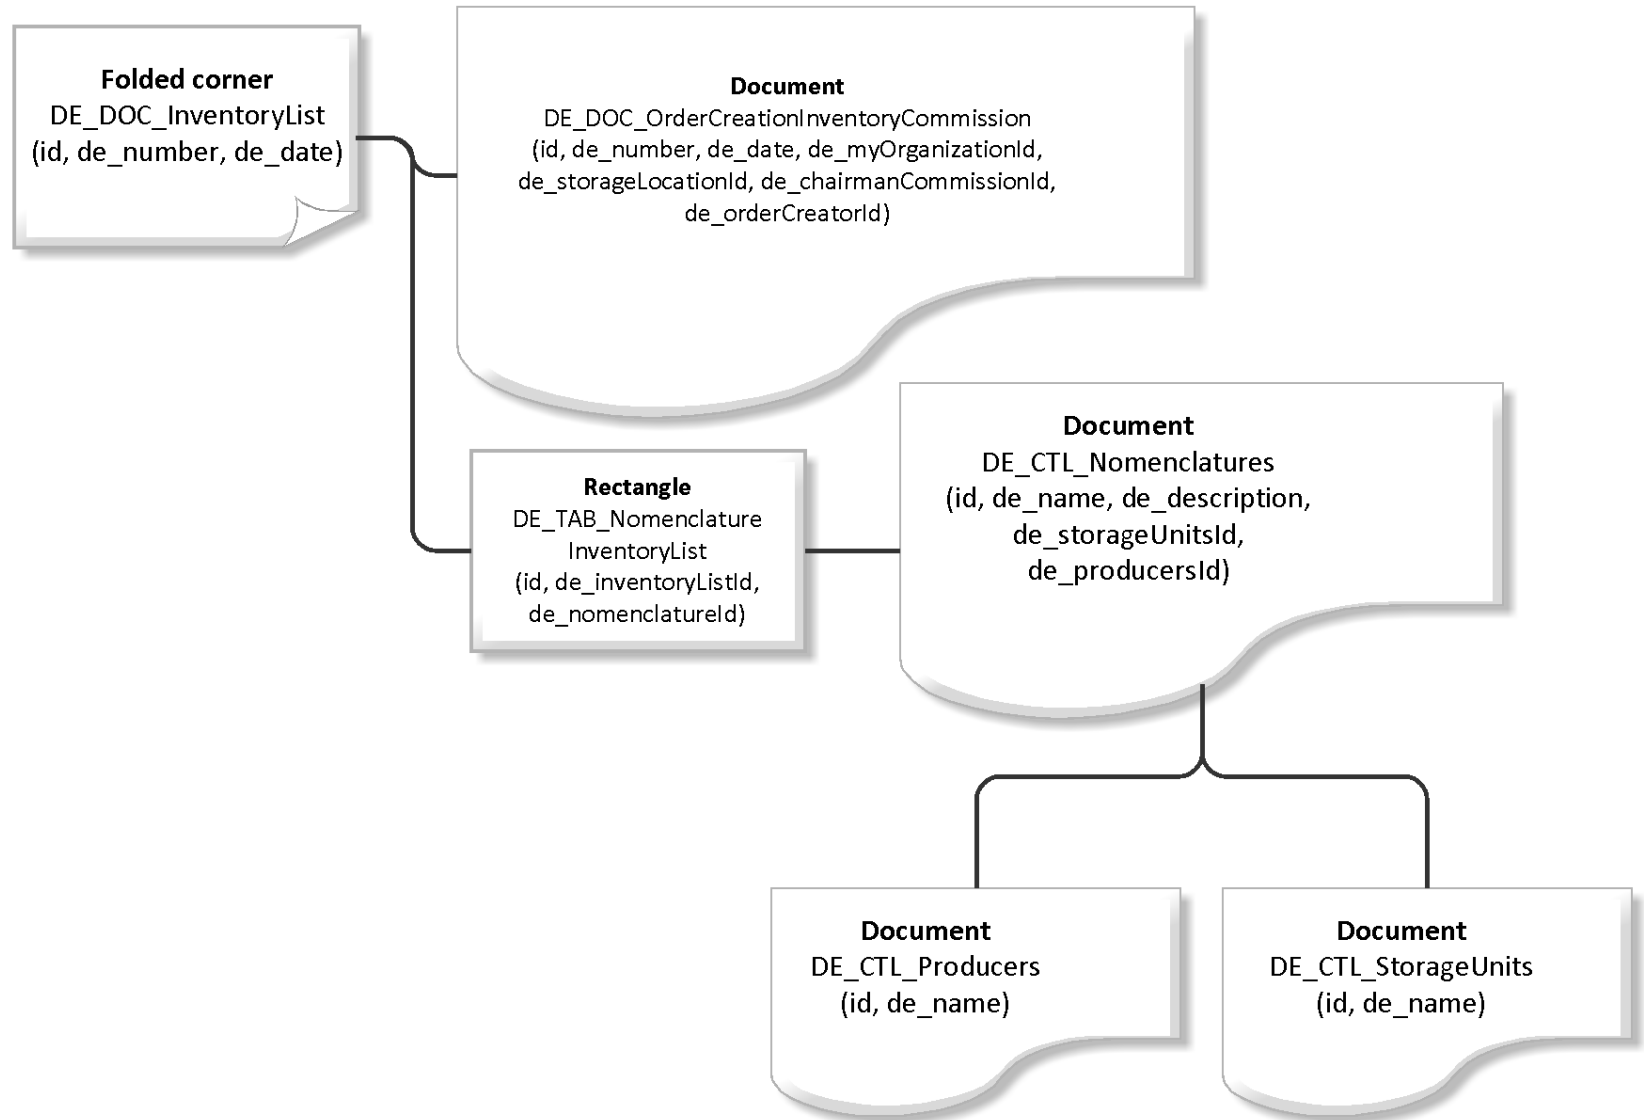 Folded corner
DE_DOC_InventoryList
(id, de_number, de_date)
Document
DE_DOC_OrderCreationInventoryCommission
(id, de_number, de_date, de_myOrganizationId,
de_storageLocationId, de_chairmanCommissionId,
de_orderCreatorId)
Rectangle
DE_TAB_Nomenclature
InventoryList
(id, de_inventoryListId,
de_nomenclatureId)
Document
DE_CTL_Nomenclatures
(id, de_name, de_description,
de_storageUnitsId,
de_producersId)
Document
DE_CTL_Producers
(id, de_name)
Document
DE_CTL_StorageUnits
(id, de_name)